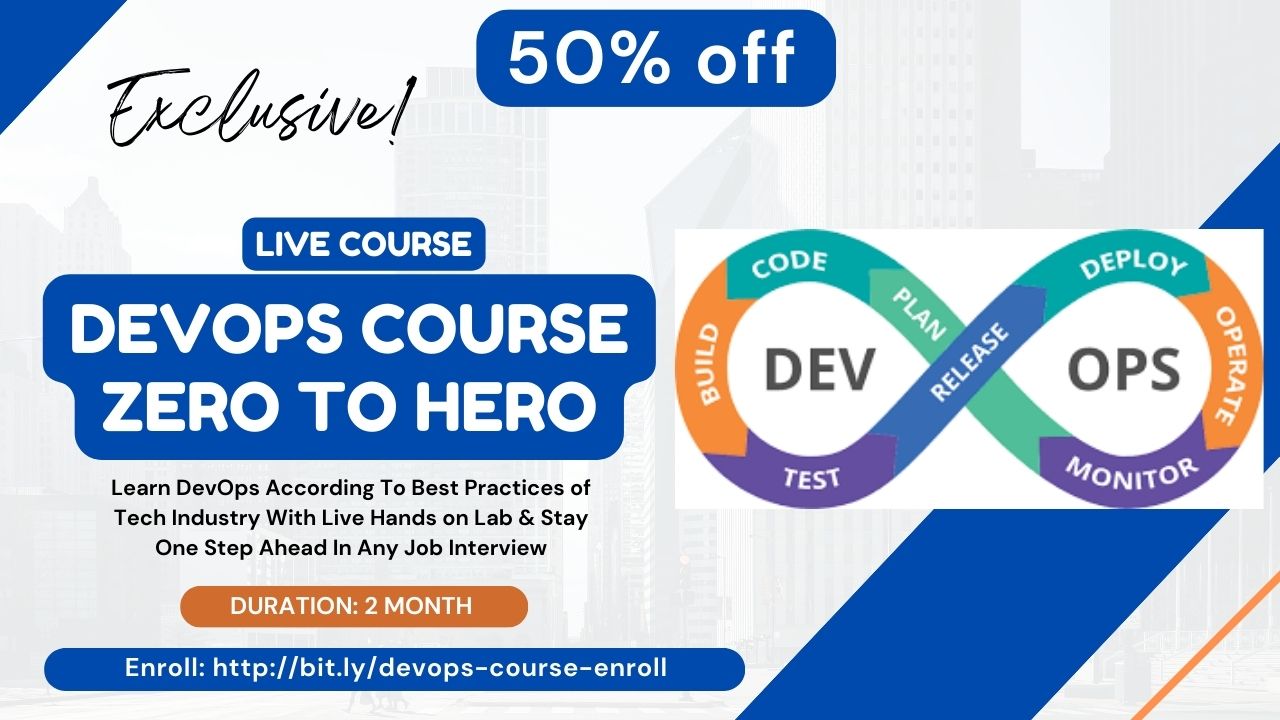 50% off
Exclusive!
LIVE COURSE
DEVOPS COURSE
ZERO TO HERO
Learn DevOps According To Best Practices of
Tech Industry With Live Hands on Lab & Stay
One Step Ahead In Any Job Interview
DURATION: 2 MONTH
Enroll: http://bit.ly/devops-course-enroll
CODE
PLAN
BUILD
DEV
TEST
RELEASE
DEPLOY
OPERATE
OPS
MONITOR